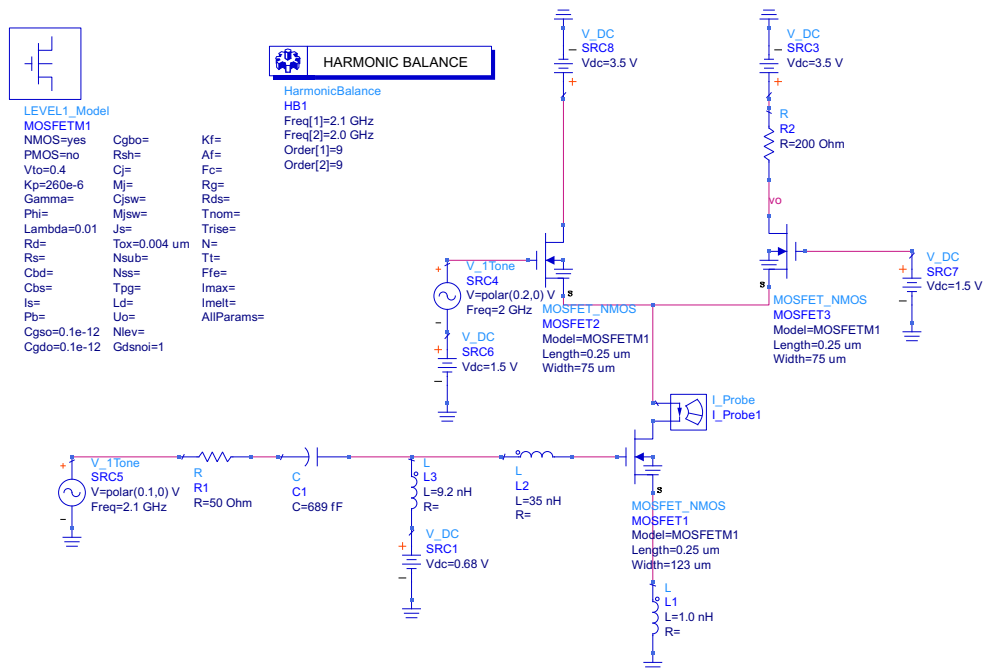 LEVEL1_Model
MOSFETM1
NMOS=yes Cgbo= Kf=
PMOS=no Rsh= Af=
Vto=0.4 Cj= Fc=
Kp=260e-6 Mj= Rg=
Gamma= Cjsw= Rds=
Phi= Mjsw= Tnom=
Lambda=0.01 Js= Trise=
Rd= Tox=0.004 um N=
Rs= Nsub= Tt=
Cbd= Nss= Ffe=
Cbs= Tpg= Imax=
Is= Ld= Imelt=
Pb= Uo= AllParams=
Cgso=0.1e-12 Nlev=
Cgdo=0.1e-12 Gdsnoi=1
HARMONIC BALANCE
HarmonicBalance
HB1
Freq[1]=2.1 GHz
Freq[2]=2.0 GHz
Order[1]=9
Order[2]=9
V_DC
SRC8
Vdc=3.5 V
V_DC
SRC3
Vdc=3.5 V
R
R2
R=200 Ohm
vo
V_1Tone
SRC4
V=polar(0.2,0) V
Freq=2 GHz
V_DC
SRC6
Vdc=1.5 V
s
MOSFET_NMOS
MOSFET2
Model=MOSFETM1
Length=0.25 um
Width=75 um
s
MOSFET_NMOS
MOSFET3
Model=MOSFETM1
Length=0.25 um
Width=75 um
V_DC
SRC7
Vdc=1.5 V
I_Probe
I_Probe1
V_1Tone
SRC5
V=polar(0.1,0) V
Freq=2.1 GHz
R
R1
R=50 Ohm
C
C1
C=689 fF
L
L3
L=9.2 nH
R=
V_DC
SRC1
Vdc=0.68 V
L
L2
L=35 nH
R=
s
MOSFET_NMOS
MOSFET1
Model=MOSFETM1
Length=0.25 um
Width=123 um
L
L1
L=1.0 nH
R=